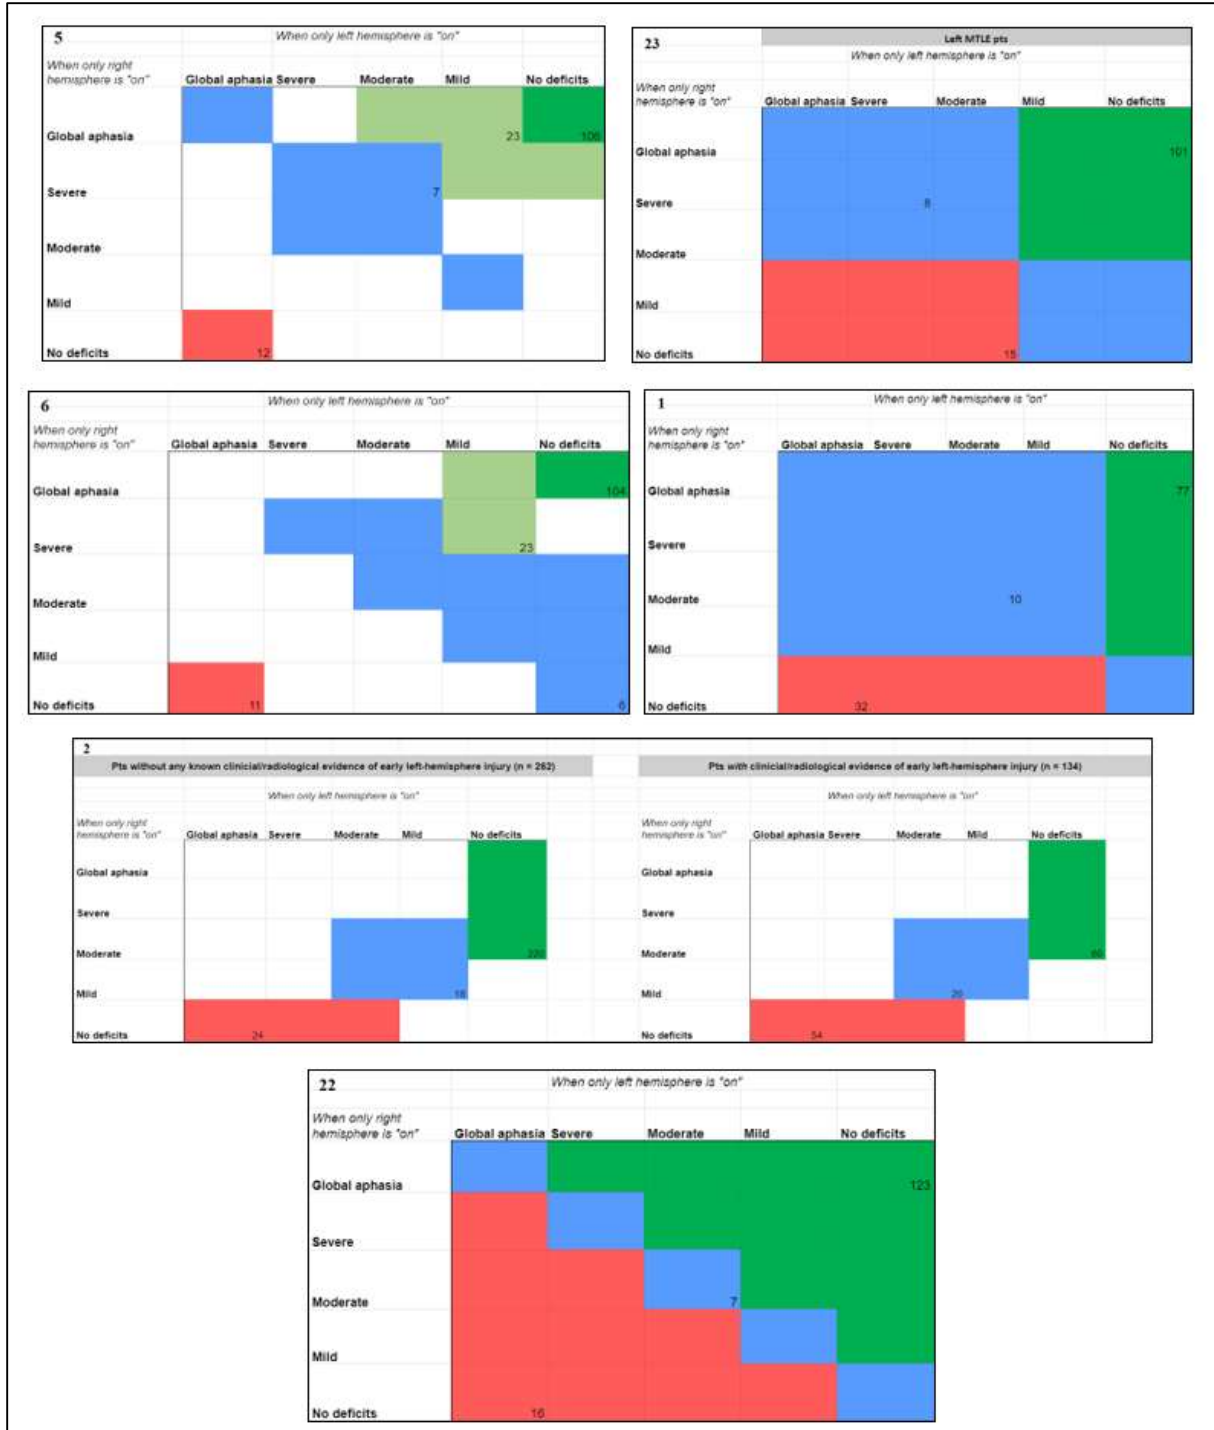 5
When only left hemisphere is "on"
When only right
hemisphere is "on"
Global aphasia Severe Moderate Mild No deficits
Global aphasia 23 106
Severe 7
Moderate
Mild
No deficits 12
23
Left MTLE pts
When only left hemisphere is "on"
When only right
hemisphere is "on"
Global aphasia Severe Moderate Mild No deficits
Global aphasia 101
Severe 8
Moderate
Mild
No deficits 15
6
When only left hemisphere is "on"
When only right
hemisphere is "on"
Global aphasia Severe Moderate Mild No deficits
Global aphasia 104
Severe 23
Moderate
Mild
No deficits 11 6
1
When only left hemisphere is "on"
When only right
hemisphere is "on"
Global aphasia Severe Moderate Mild No deficits
Global aphasia 77
Severe
Moderate 10
Mild
No deficits 32
2
Pts without any known clinicial/radiological evidence of early left-hemisphere injury (n = 262)
When only left hemisphere is "on"
When only right
hemisphere is "on"
Global aphasia Severe Moderate Mild No deficits
Global aphasia
Severe
Moderate 220
Mild 18
No deficits 24
Pts with clinicial/radiological evidence of early left-hemisphere injury (n = 134)
When only left hemisphere is "on"
When only right
hemisphere is "on"
Global aphasia Severe Moderate Mild No deficits
Global aphasia
Severe
Moderate 60
Mild 20
No deficits 54
22
When only left hemisphere is "on"
When only right
hemisphere is "on"
Global aphasia Severe Moderate Mild No deficits
Global aphasia 123
Severe
Moderate 7
Mild
No deficits 16